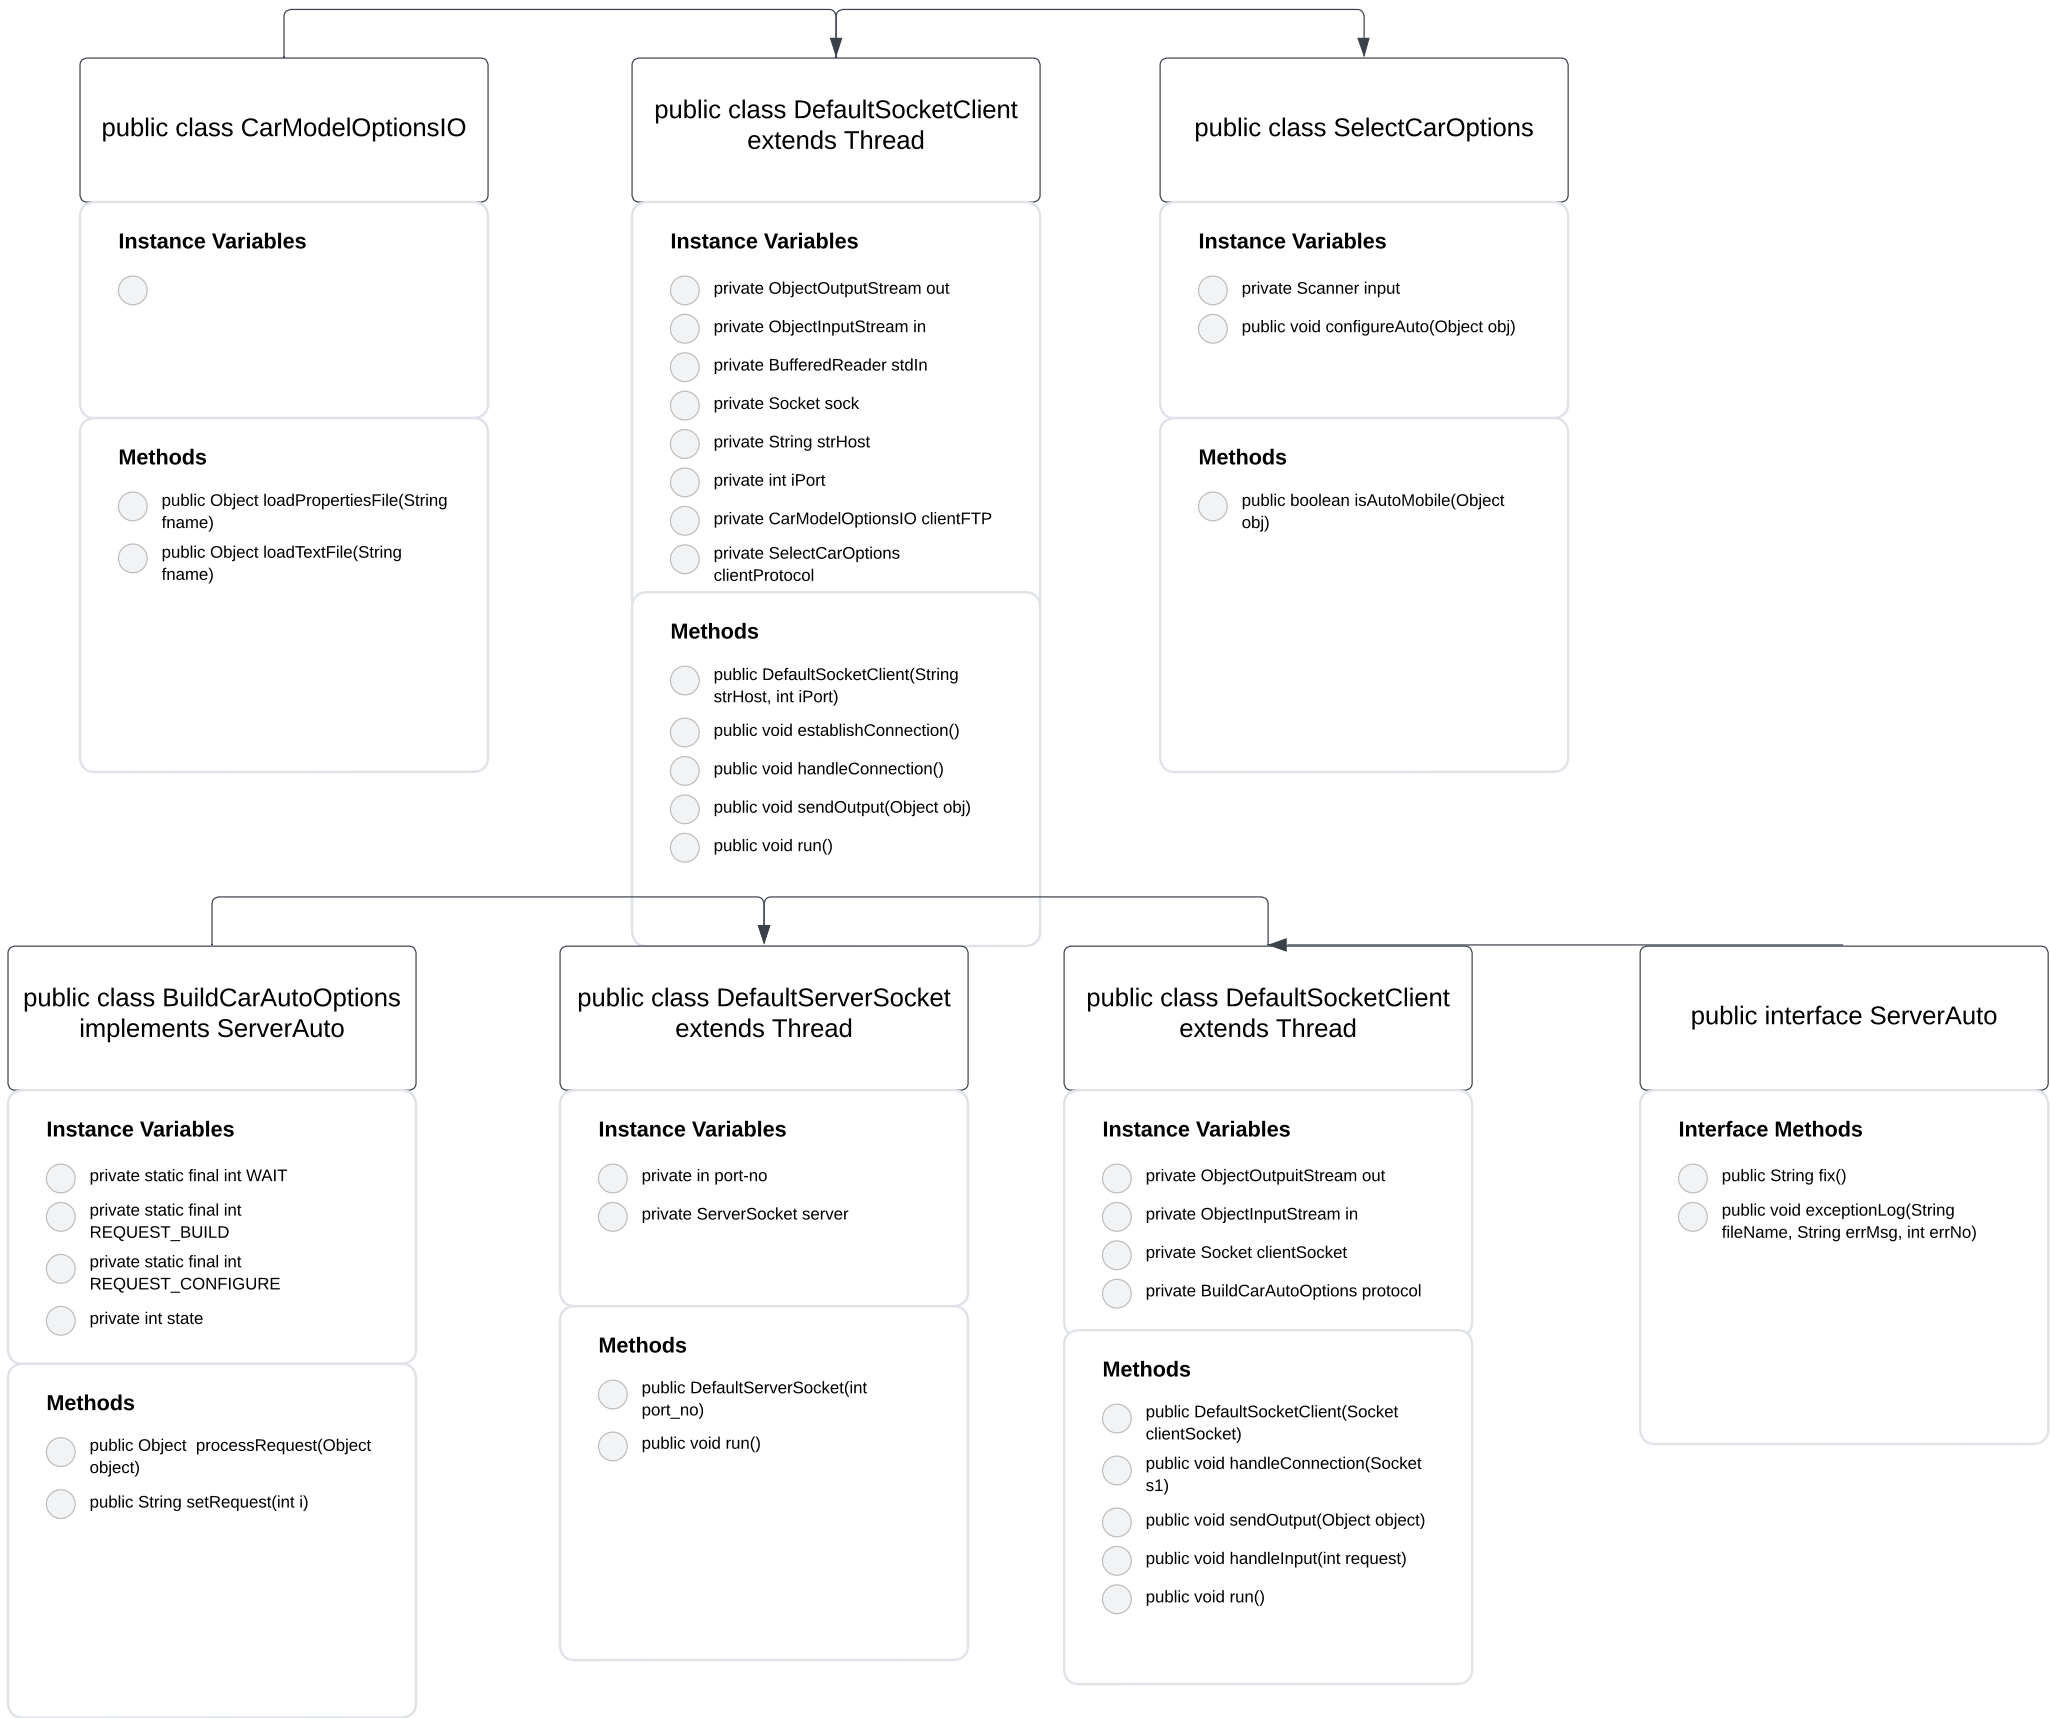 public class CarModelOptionsIO
Instance Variables
Methods
public Object loadPropertiesFile(String
fname)
public Object loadTextFile(String
fname)
public class DefaultSocketClient
extends Thread
Instance Variables
private ObjectOutputStream out
private ObjectInputStream in
private BufferedReader stdIn
private Socket sock
private String strHost
private int iPort
private CarModelOptionsIO clientFTP
private SelectCarOptions
clientProtocol
Methods
public DefaultSocketClient(String
strHost, int iPort)
public void establishConnection()
public void handleConnection()
public void sendOutput(Object obj)
public void run()
public class SelectCarOptions
Instance Variables
private Scanner input
public void configureAuto(Object obj)
Methods
public boolean isAutoMobile(Object
obj)
public class BuildCarAutoOptions
implements ServerAuto
Instance Variables
private static final int WAIT
private static final int
REQUEST_BUILD
private static final int
REQUEST_CONFIGURE
private int state
Methods
public Object  processRequest(Object
object)
public String setRequest(int i)
public class DefaultServerSocket
extends Thread
Instance Variables
private in port-no
private ServerSocket server
Methods
public DefaultServerSocket(int
port_no)
public void run()
public class DefaultSocketClient
extends Thread
Instance Variables
private ObjectOutpuitStream out
private ObjectInputStream in
private Socket clientSocket
private BuildCarAutoOptions protocol
Methods
public DefaultSocketClient(Socket
clientSocket)
public void handleConnection(Socket
s1)
public void sendOutput(Object object)
public void handleInput(int request)
public void run()
public interface ServerAuto
Interface Methods
public String fix()
public void exceptionLog(String
fileName, String errMsg, int errNo)